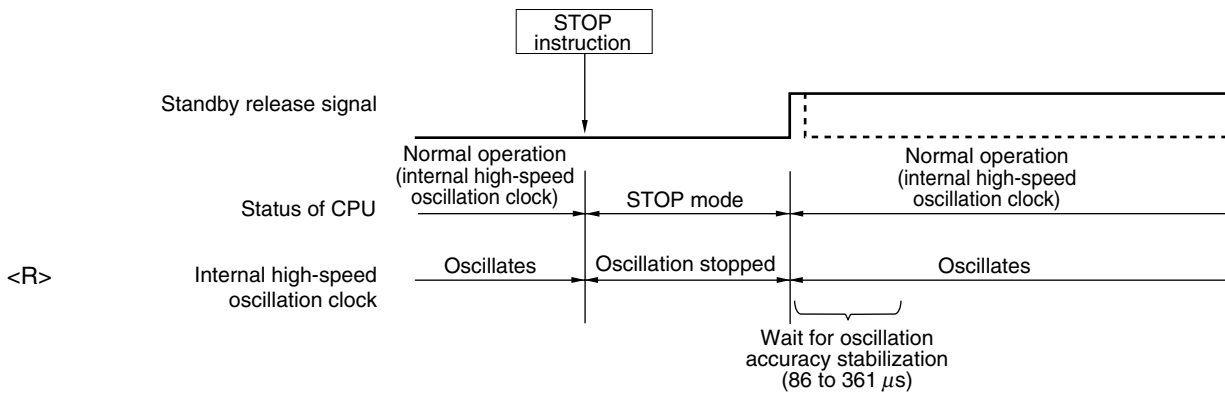 STOP
instruction
Standby release signal
Normal operation
(internal high-speed
oscillation clock)
Normal operation
(internal high-speed
oscillation clock)
Status of CPU
STOP mode
<R>
Internal high-speed
oscillation clock
Oscillates
Oscillation stopped
Oscillates
Wait for oscillation
accuracy stabilization
(86 to 361 μs)